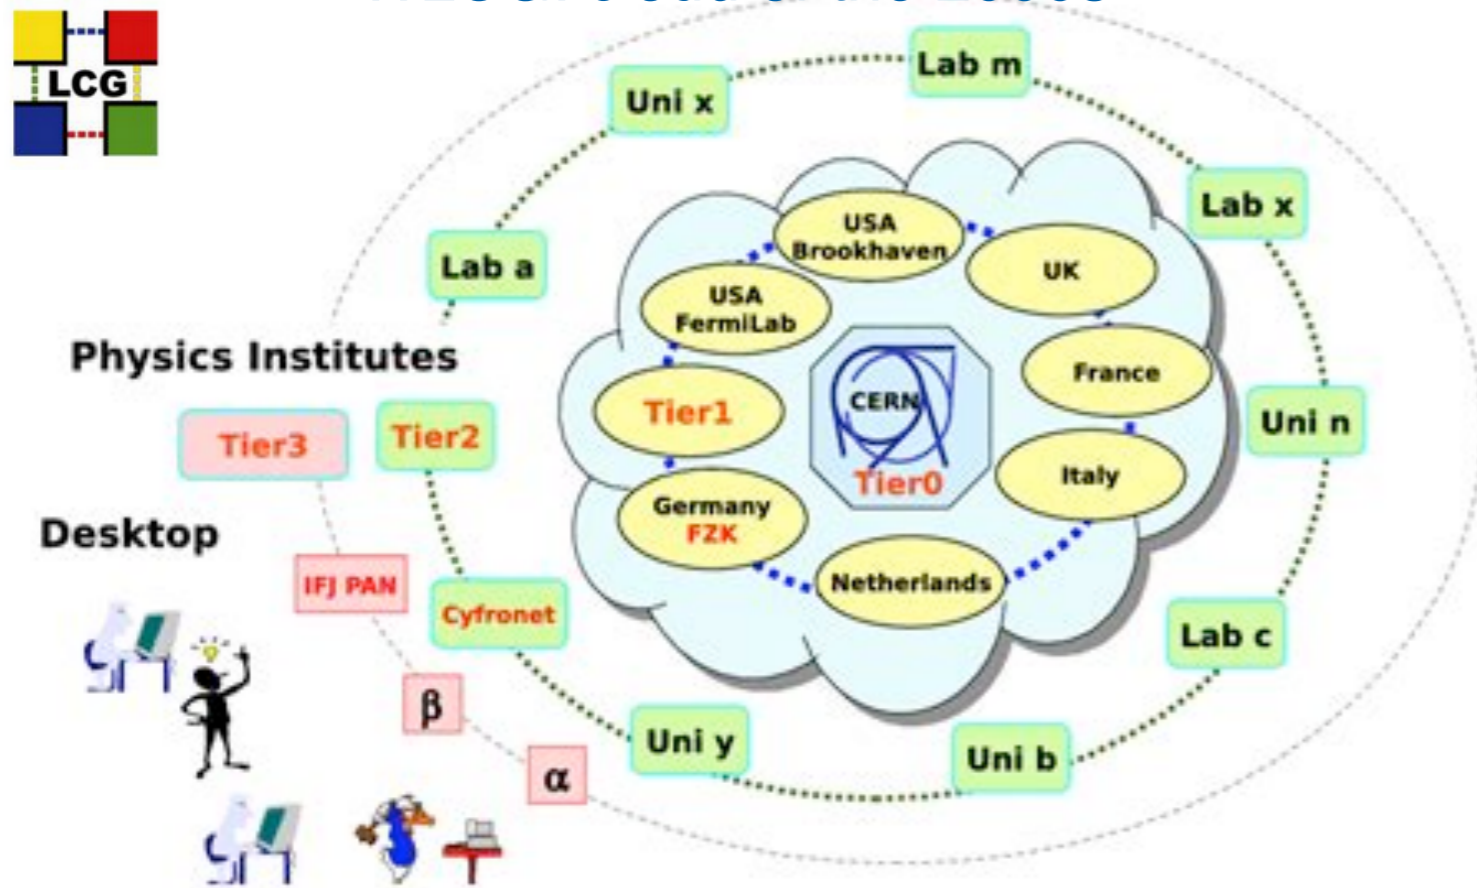 LCG
Uni x
Lab m
Lab x
Lab a
USA
Brookhaven
UK
USA
FermiLab
Physics Institutes
France
Tier1
CERN
Tier3
Tier2
Uni n
Tier0
Italy
Germany
FZK
Desktop
IFJ PAN
Netherlands
Cyfronet
Lab c
β
Uni y
Uni b
α